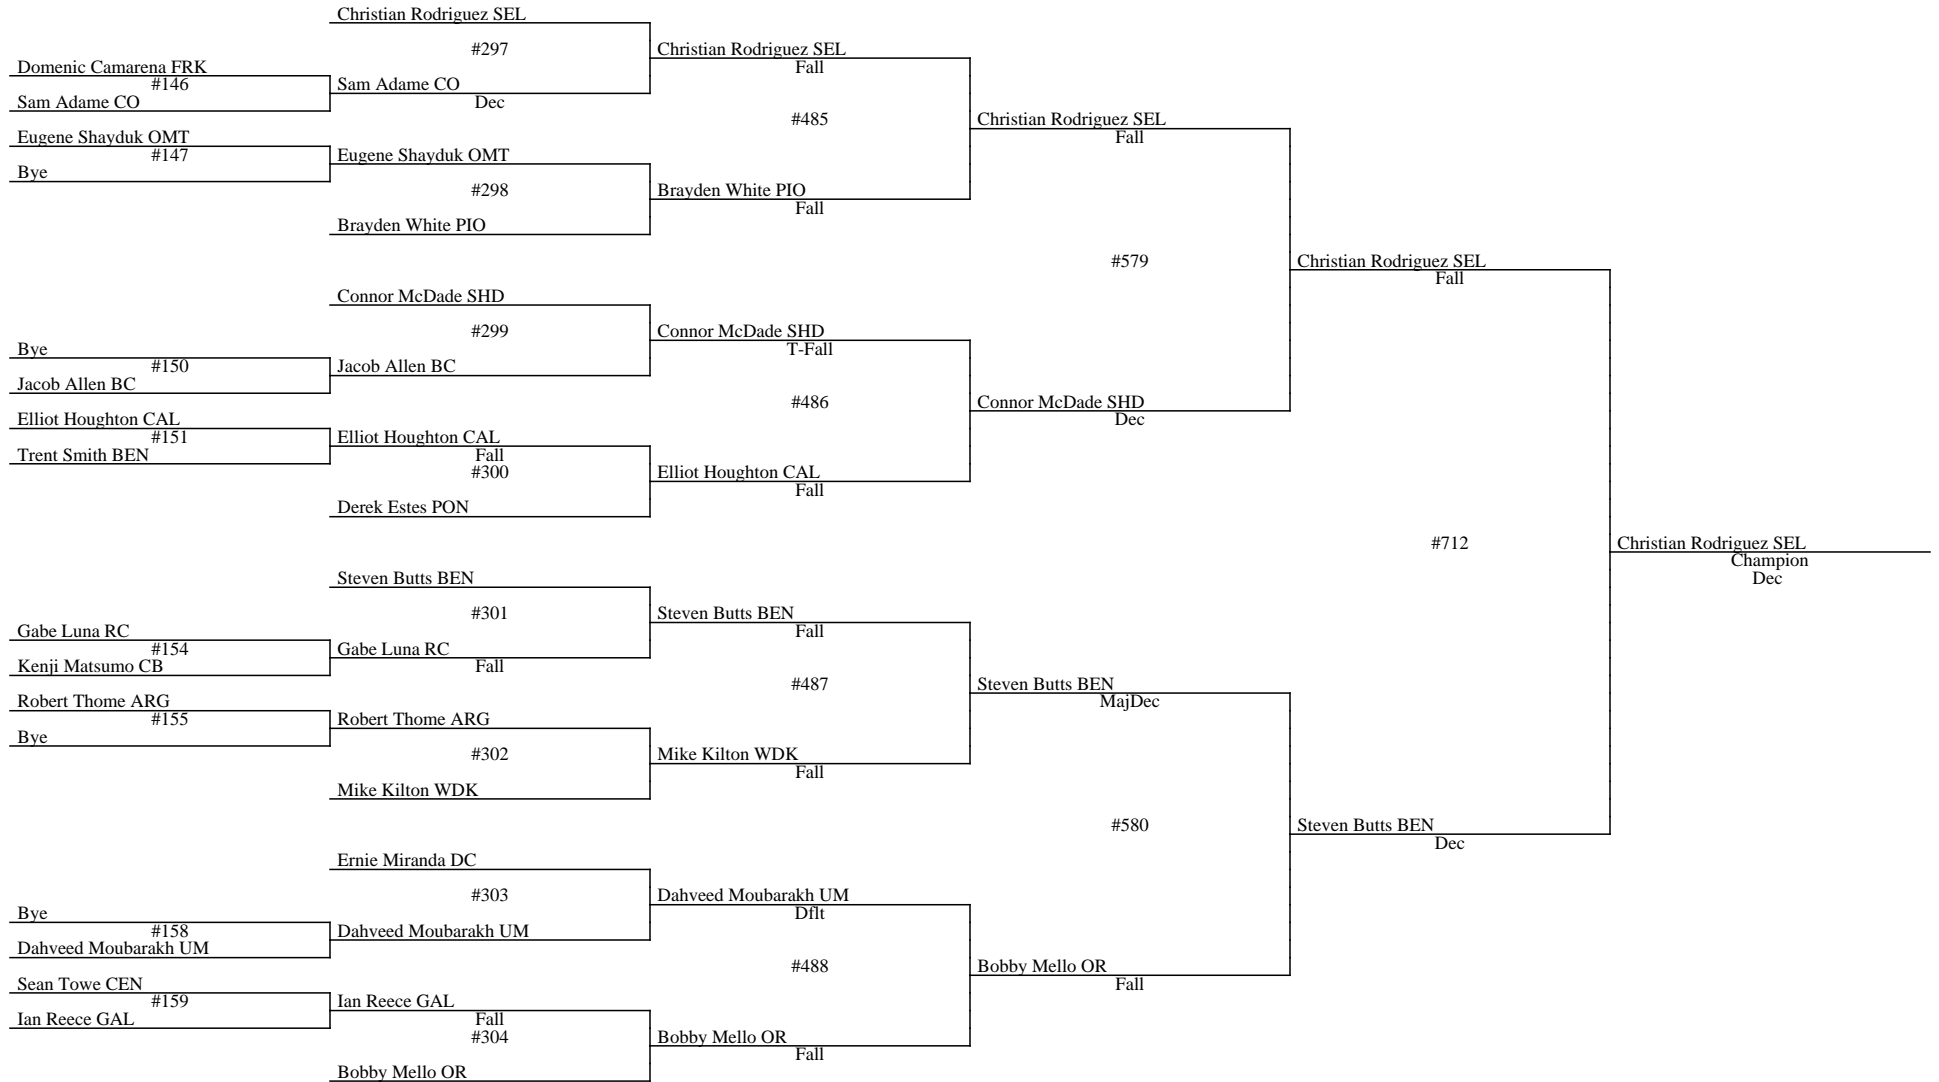 Christian Rodriguez SEL
#297
Christian Rodriguez SEL
Fall
Domenic Camarena FRK
#146
Sam Adame CO
Sam Adame CO
Dec
#485
Christian Rodriguez SEL
Fall
Eugene Shayduk OMT
#147
Bye
Eugene Shayduk OMT
#298
Brayden White PIO
Fall
Brayden White PIO
#579
Christian Rodriguez SEL
Fall
Connor McDade SHD
#299
Connor McDade SHD
T-Fall
Bye
#150
Jacob Allen BC
Jacob Allen BC
#486
Connor McDade SHD
Dec
Elliot Houghton CAL
#151
Trent Smith BEN
Elliot Houghton CAL
Fall
#300
Elliot Houghton CAL
Fall
Derek Estes PON
#712
Christian Rodriguez SEL
Champion
Dec
Steven Butts BEN
#301
Steven Butts BEN
Fall
Gabe Luna RC
#154
Kenji Matsumo CB
Gabe Luna RC
Fall
#487
Steven Butts BEN
MajDec
Robert Thome ARG
#155
Bye
Robert Thome ARG
#302
Mike Kilton WDK
Fall
Mike Kilton WDK
#580
Steven Butts BEN
Dec
Ernie Miranda DC
#303
Dahveed Moubarakh UM
Dflt
Bye
#158
Dahveed Moubarakh UM
Dahveed Moubarakh UM
#488
Bobby Mello OR
Fall
Sean Towe CEN
#159
Ian Reece GAL
Ian Reece GAL
Fall
#304
Bobby Mello OR
Fall
Bobby Mello OR